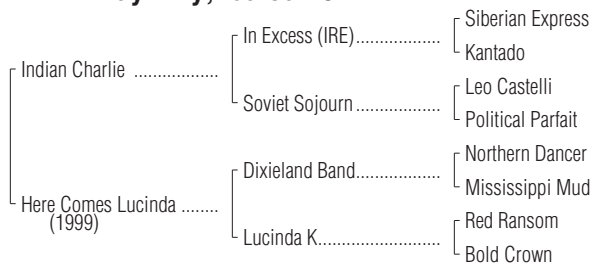 Siberian Express
In Excess (IRE)..................
Kantado
Indian Charlie ..................
Leo Castelli
Soviet Sojourn ..................
Political Parfait
Northern Dancer
Dixieland Band..................
Mississippi Mud
Here Comes Lucinda ........
(1999)
Red Ransom
Lucinda K..........................
Bold Crown